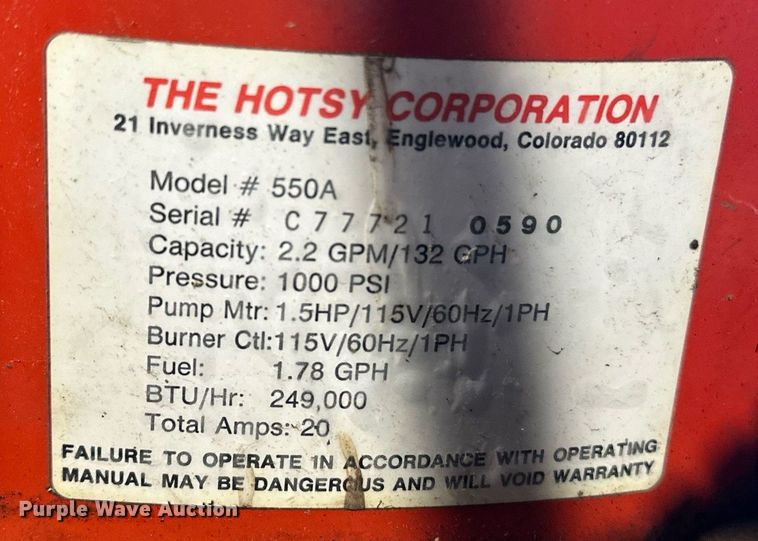 THE HOTSY CORPORATION
21 Inverness Way East, Englewood, Colorado 80112
Model # 550A
Serial # C77721 0590
Capacity: 2.2 GPM/132 GPH
Pressure: 1000 PSI
Pump Mtr: 1.5HP/115V/60Hz/1PH
Burner Ctl:115V/60Hz/1PH
Fuel: 1.78 GPH
BTU/Hr: 249,000
Total Amps: 20
FAILURE TO OPERATE IN ACCORDANCE WITH OPERATING
MANUAL MAY BE DANGEROUS AND WILL VOID WARRANTY
Purple Wave Auction